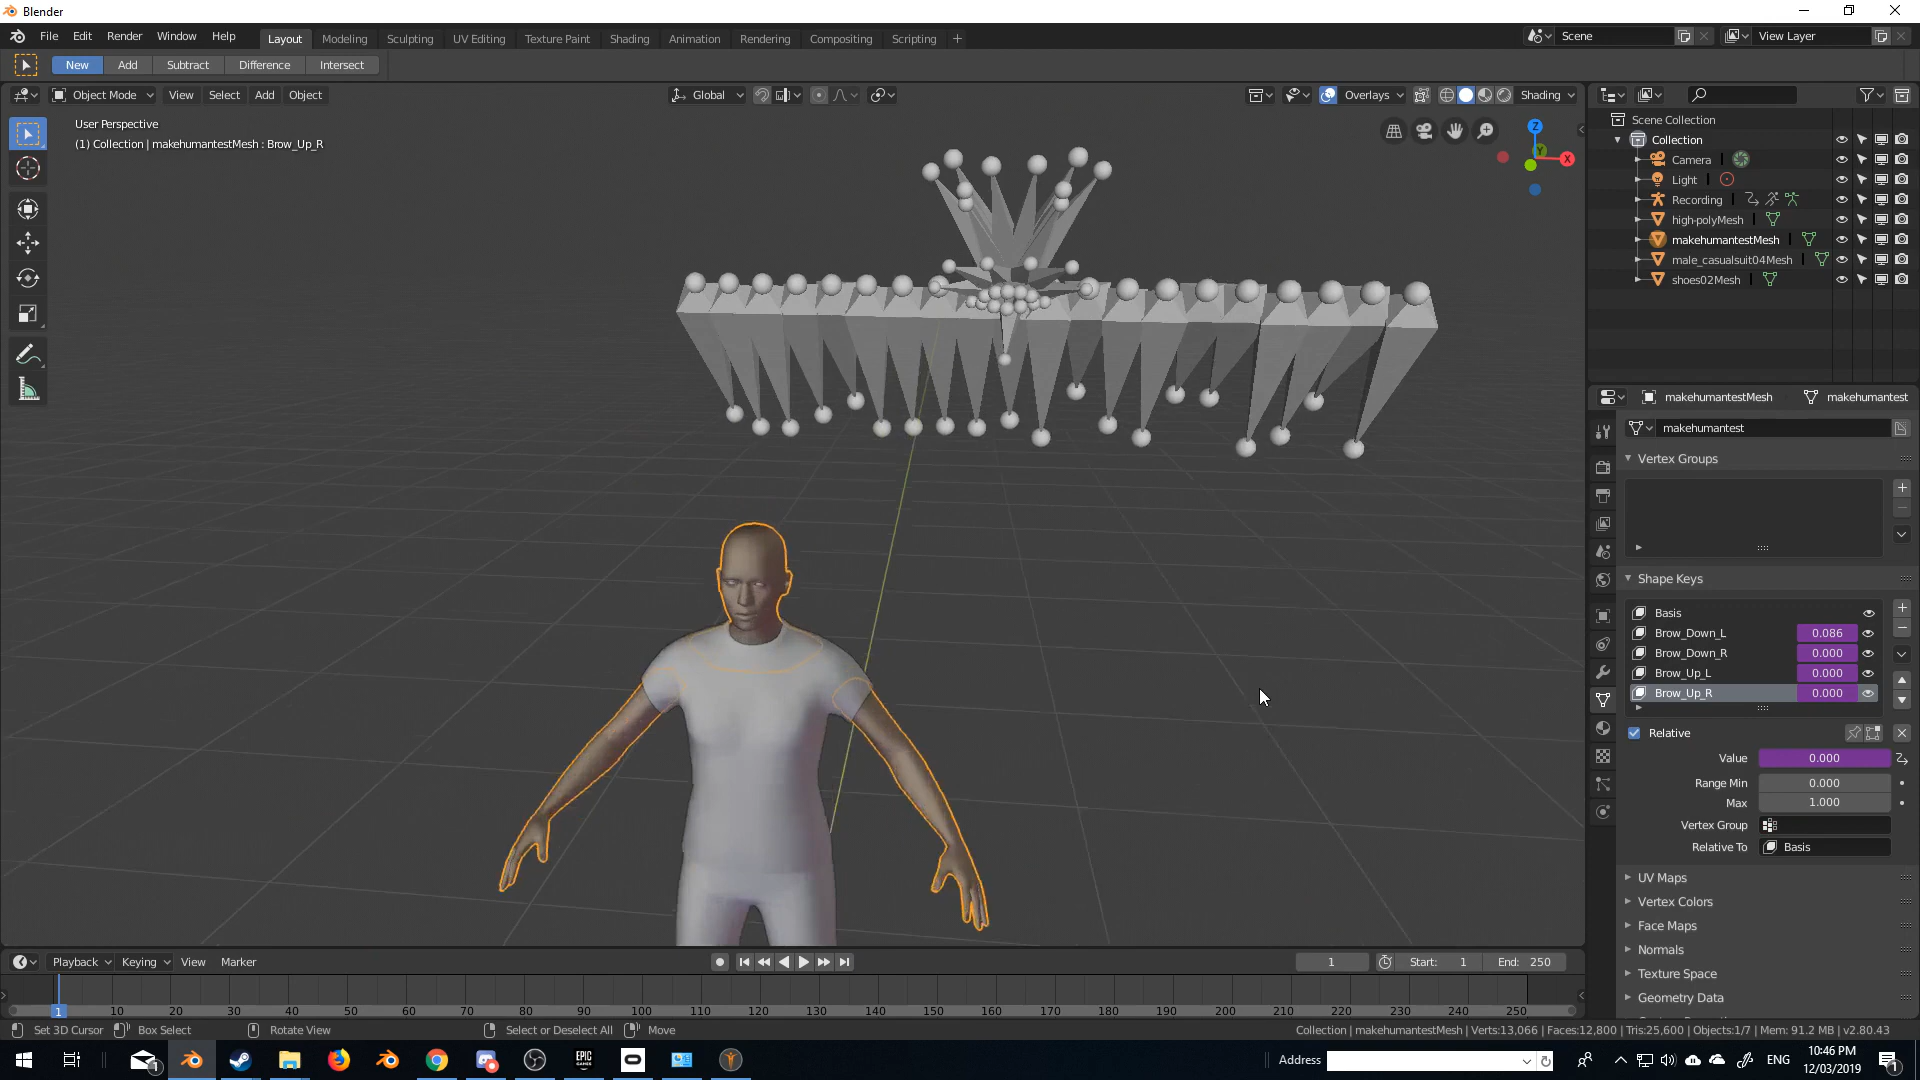 Blender
File Edit Render Window Help
Layout Modeling Sculpting UV Editing Texture Paint Shading Animation Rendering Compositing Scripting +
Scene
View Layer
New Add Subtract Difference Intersect
Object Mode View Select Add Object
Global
Overlays
Shading
User Perspective
(1) Collection | makehumantestMesh : Brow_Up_R
Z
Y
X
Scene Collection
Collection
Camera
Light
Recording
high-polyMesh
makehumantestMesh
male_casualsuit04Mesh
shoes02Mesh
makehumantestMesh
makehumantest
makehumantest
Vertex Groups
Shape Keys
Basis
Brow_Down_L 0.086
Brow_Down_R 0.000
Brow_Up_L 0.000
Brow_Up_R 0.000
Relative
Value 0.000
Range Min 0.000
Max 1.000
Vertex Group
Relative To Basis
UV Maps
Vertex Colors
Face Maps
Normals
Texture Space
Geometry Data
Playback Keying View Marker
1
Start: 1
End: 250
1 10 20 30 40 50 60 70 80 90 100 110 120 130 140 150 160 170 180 190 200 210 220 230 240 250
Set 3D Cursor Box Select Rotate View Select or Deselect All Move
Collection | makehumantestMesh | Verts:13,066 | Faces:12,800 | Tris:25,600 | Objects:1/7 | Mem: 91.2 MB | v2.80.43
1
EPIC GAMES
Address
ENG
10:46 PM
12/03/2019
1